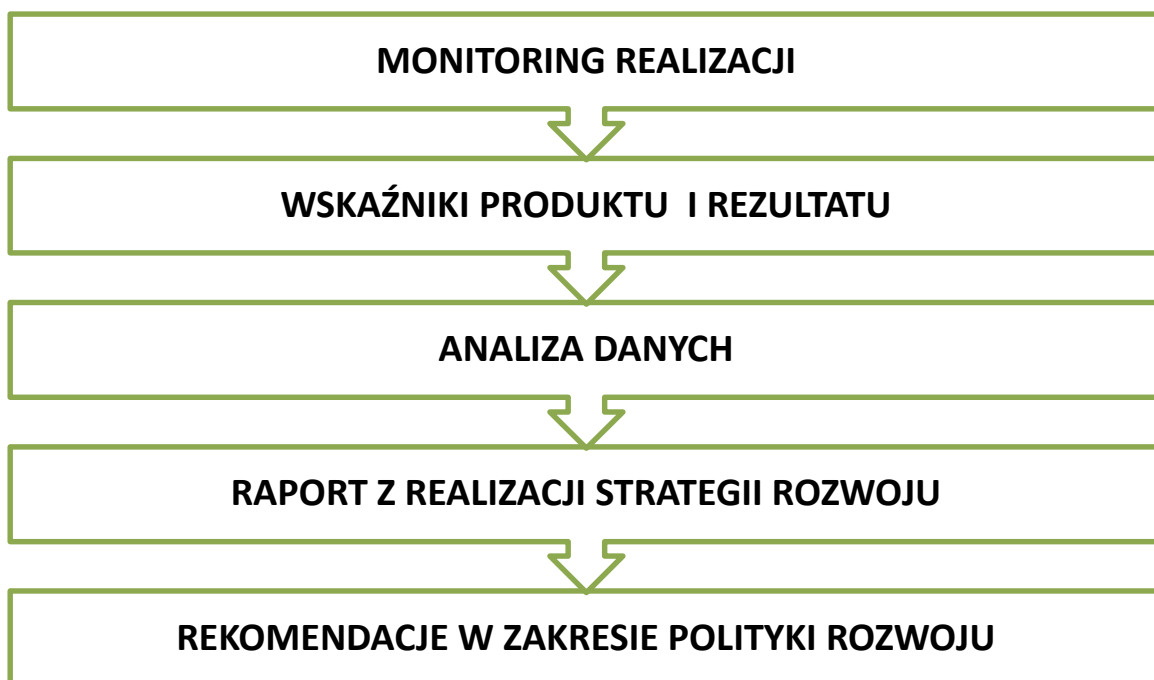 MONITORING REALIZACJI
WSKAŹNIKI PRODUKTU I REZULTATU
ANALIZA DANYCH
RAPORT Z REALIZACJI STRATEGII ROZWOJU
REKOMENDACJE W ZAKRESIE POLITYKI ROZWOJU